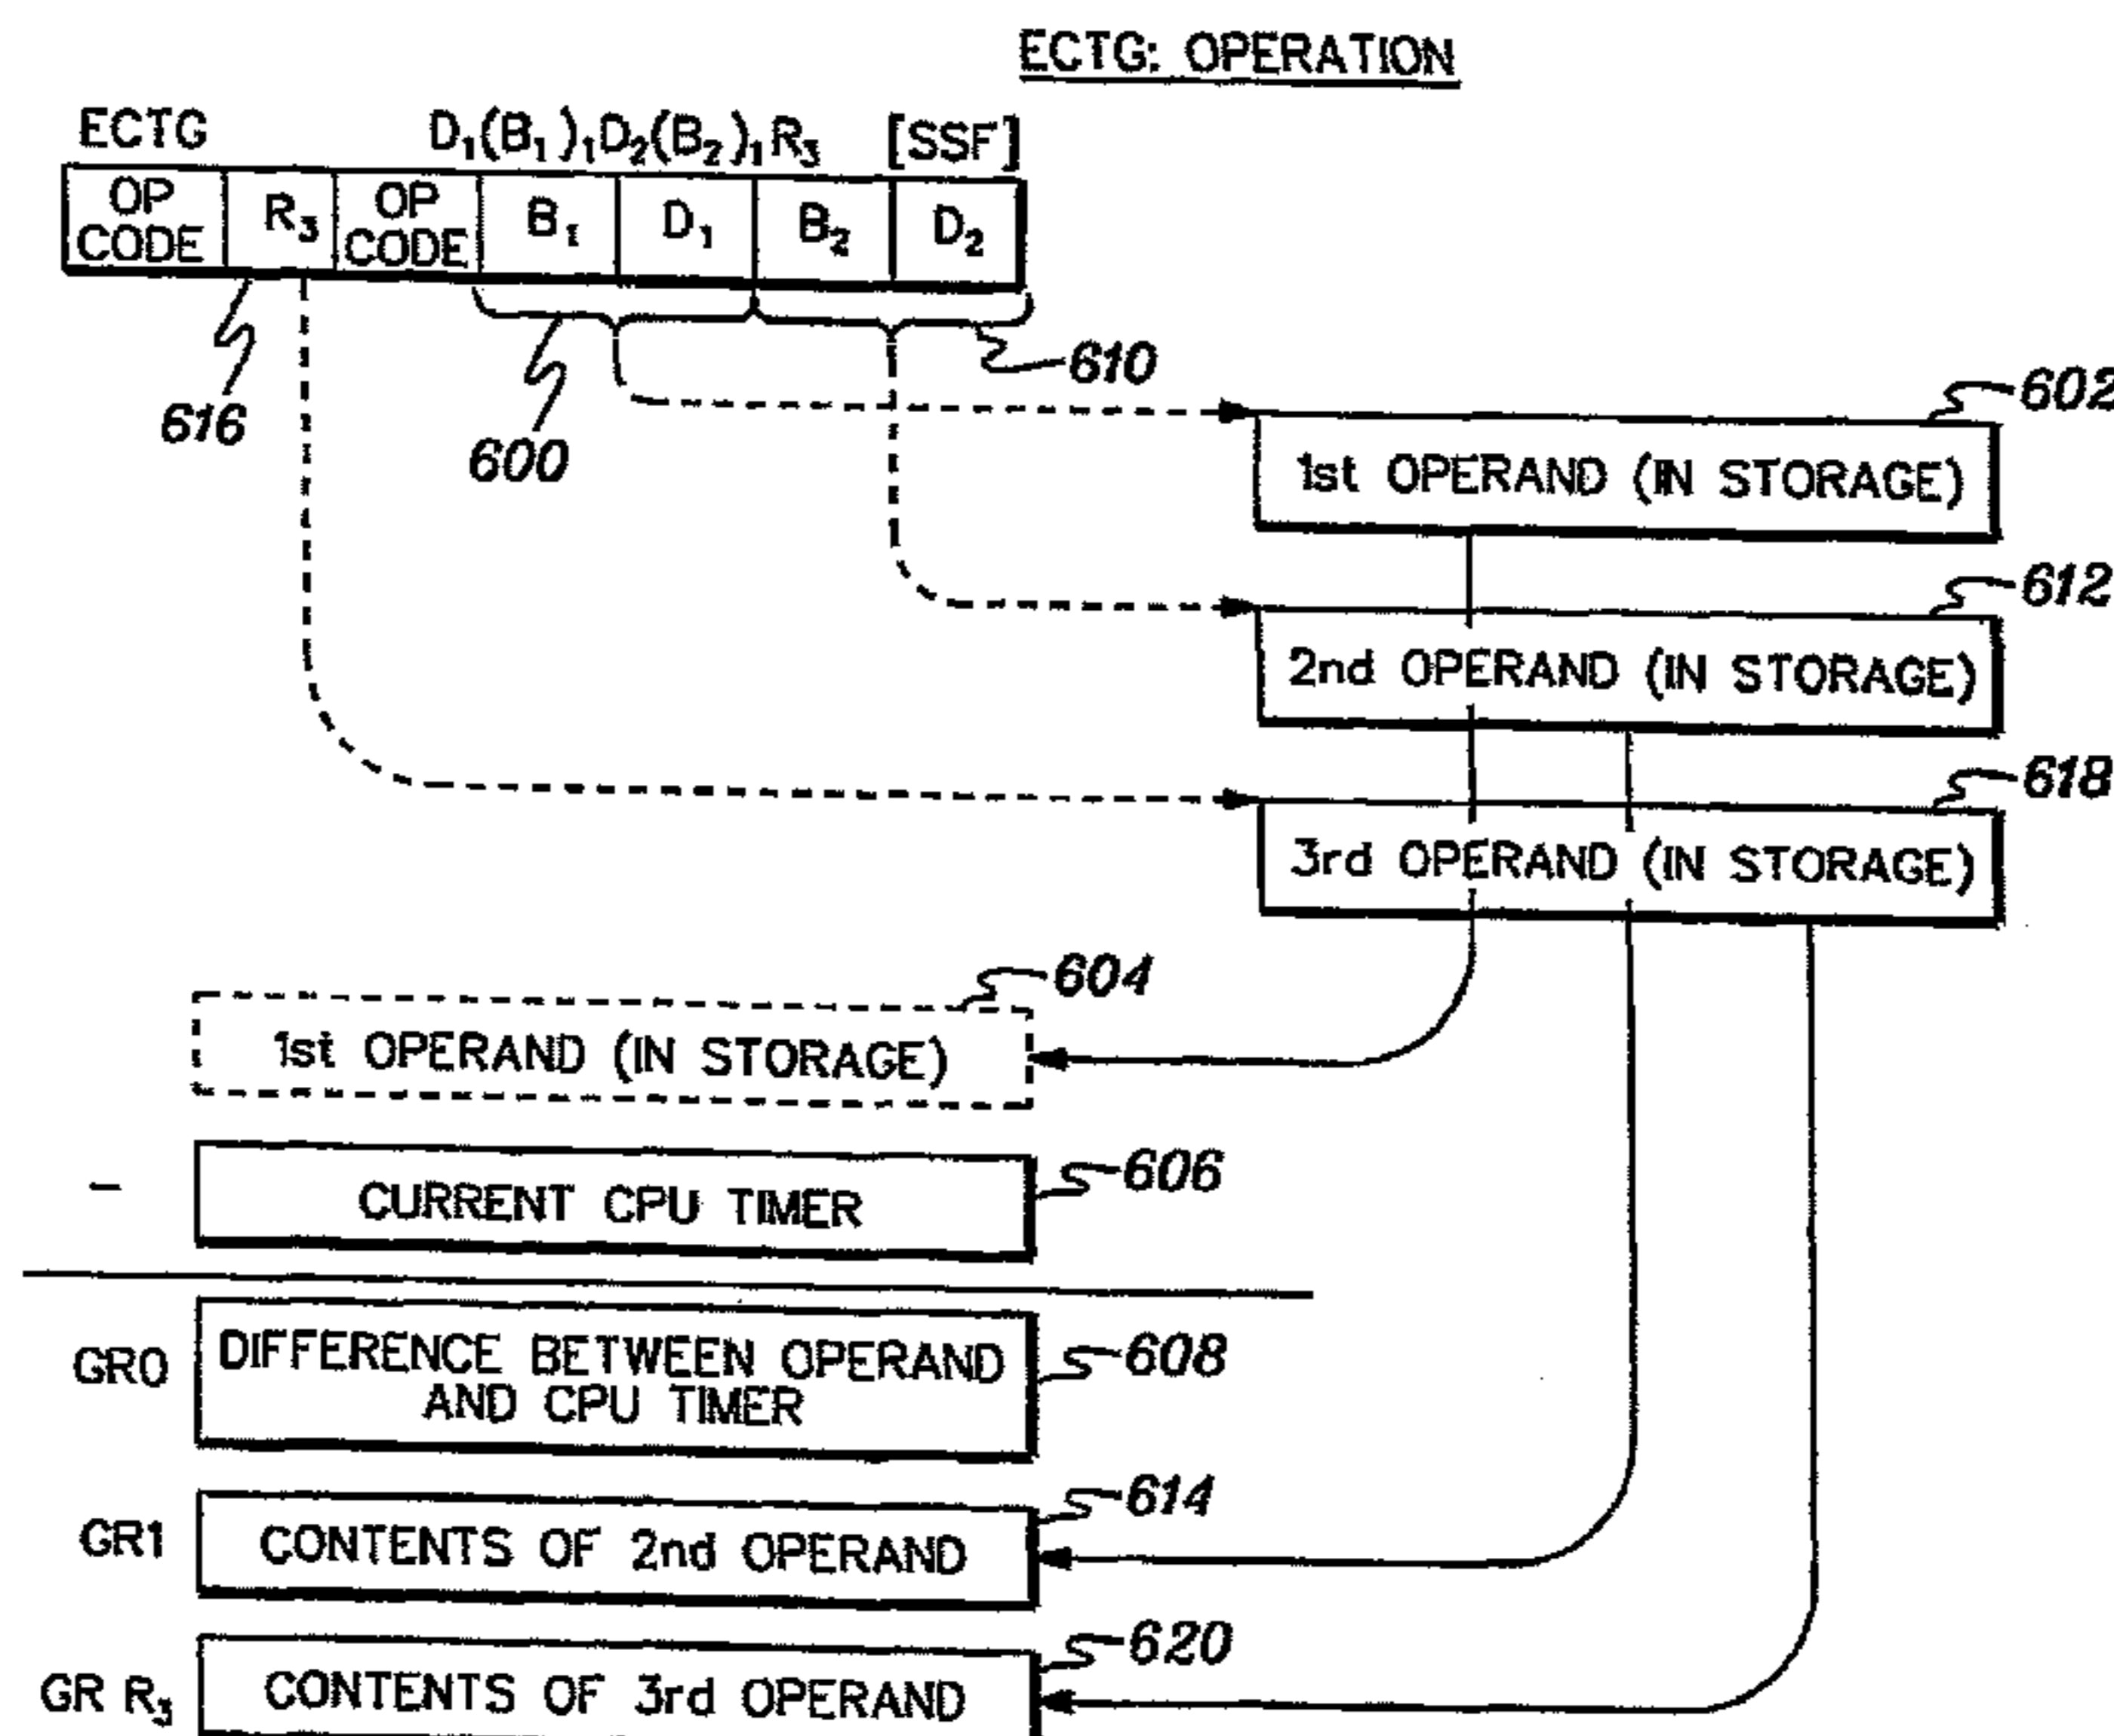 ECTG: OPERATION
ECTG D₁(B₁)₁D₂(B₂)₁R₃ [SSF]
OP CODE R₃ OP CODE B₁ D₁ B₂ D₂
616
600
610
602
1st OPERAND (IN STORAGE)
612
2nd OPERAND (IN STORAGE)
618
3rd OPERAND (IN STORAGE)
604
1st OPERAND (IN STORAGE)
– CURRENT CPU TIMER 606
GR0 DIFFERENCE BETWEEN OPERAND
AND CPU TIMER 608
GR1 CONTENTS OF 2nd OPERAND 614
GR R₃ CONTENTS OF 3rd OPERAND 620